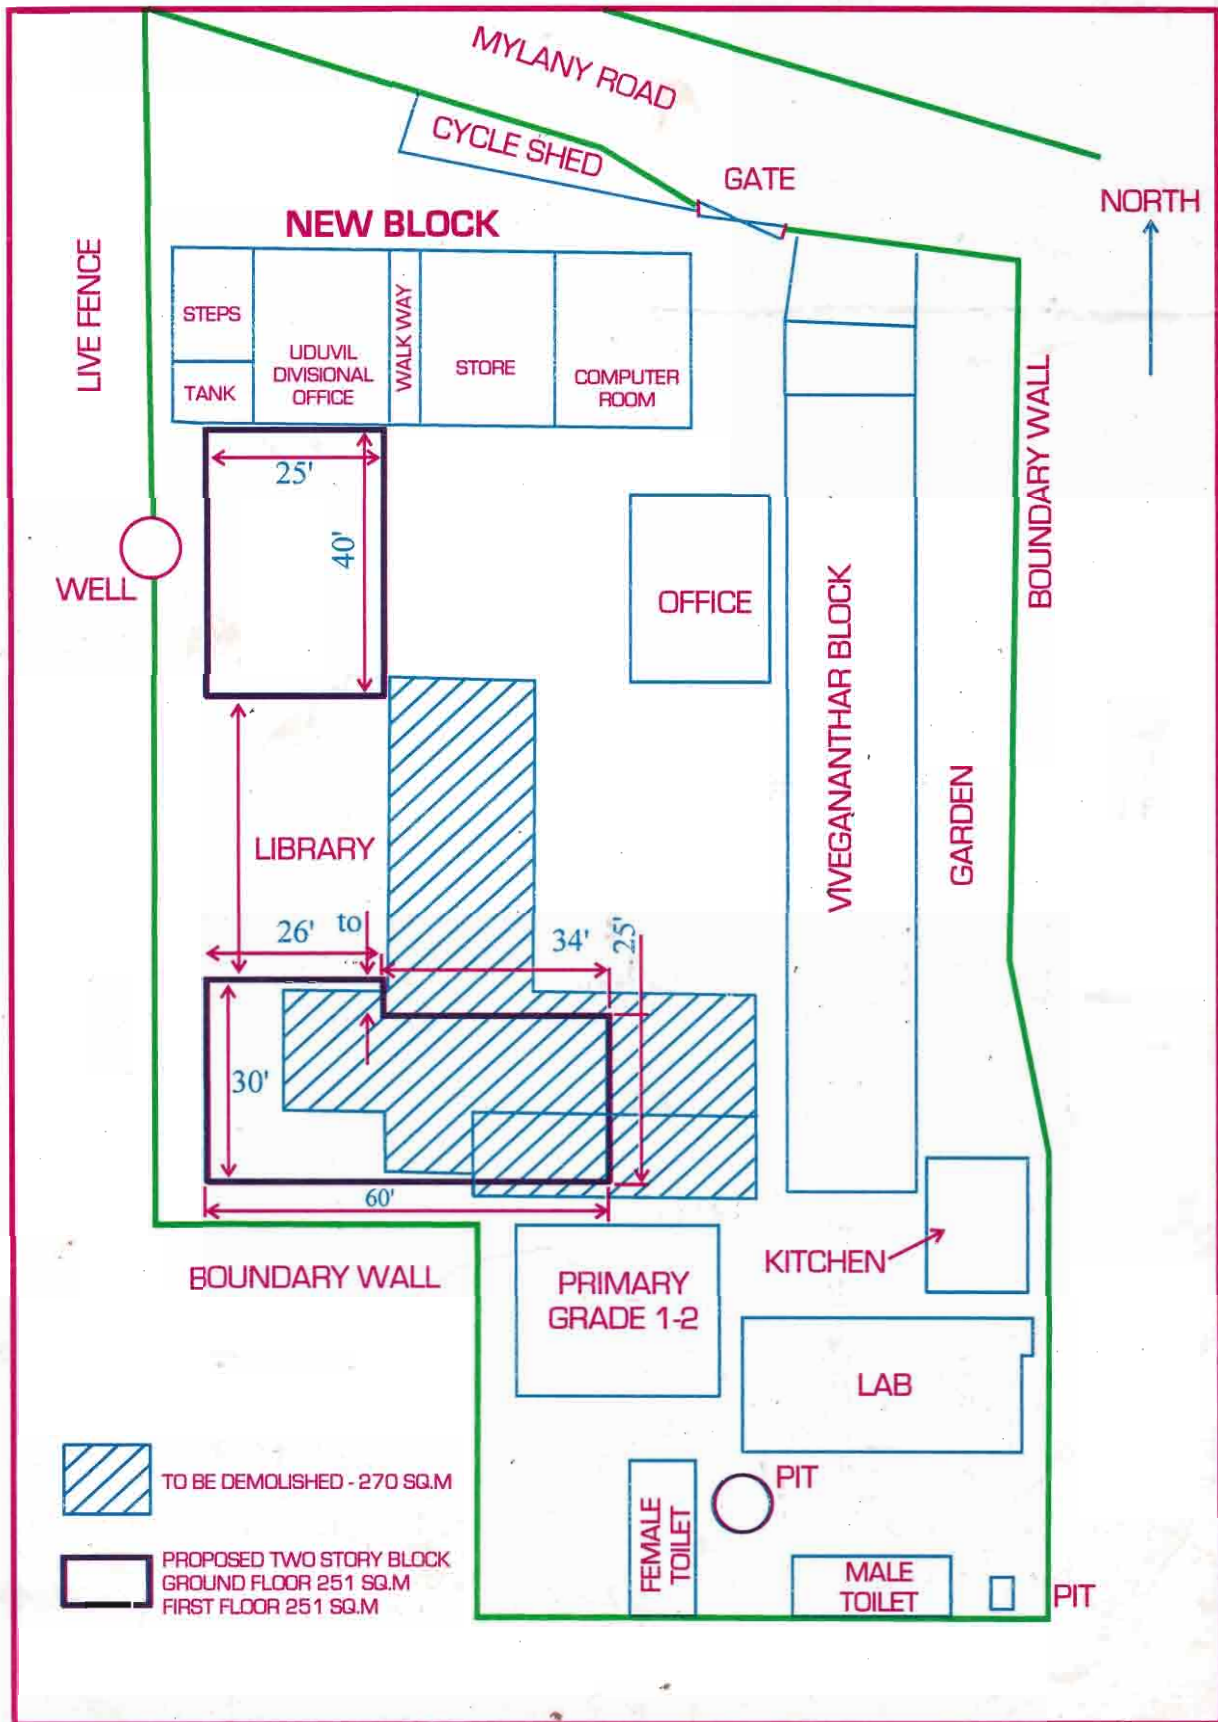 MYLANY ROAD
CYCLE SHED
GATE
NORTH
NEW BLOCK
LIVE FENCE
STEPS
TANK
UDUVIL
DIVISIONAL
OFFICE
WALK WAY
STORE
COMPUTER
ROOM
BOUNDARY WALL
25'
40'
WELL
OFFICE
VIVEGANANTHAR BLOCK
GARDEN
LIBRARY
26'
to
34'
25'
30'
60'
BOUNDARY WALL
PRIMARY
GRADE 1-2
KITCHEN
LAB
TO BE DEMOLISHED - 270 SQ.M
PROPOSED TWO STORY BLOCK
GROUND FLOOR 251 SQ.M
FIRST FLOOR 251 SQ.M
FEMALE
TOILET
PIT
MALE
TOILET
PIT